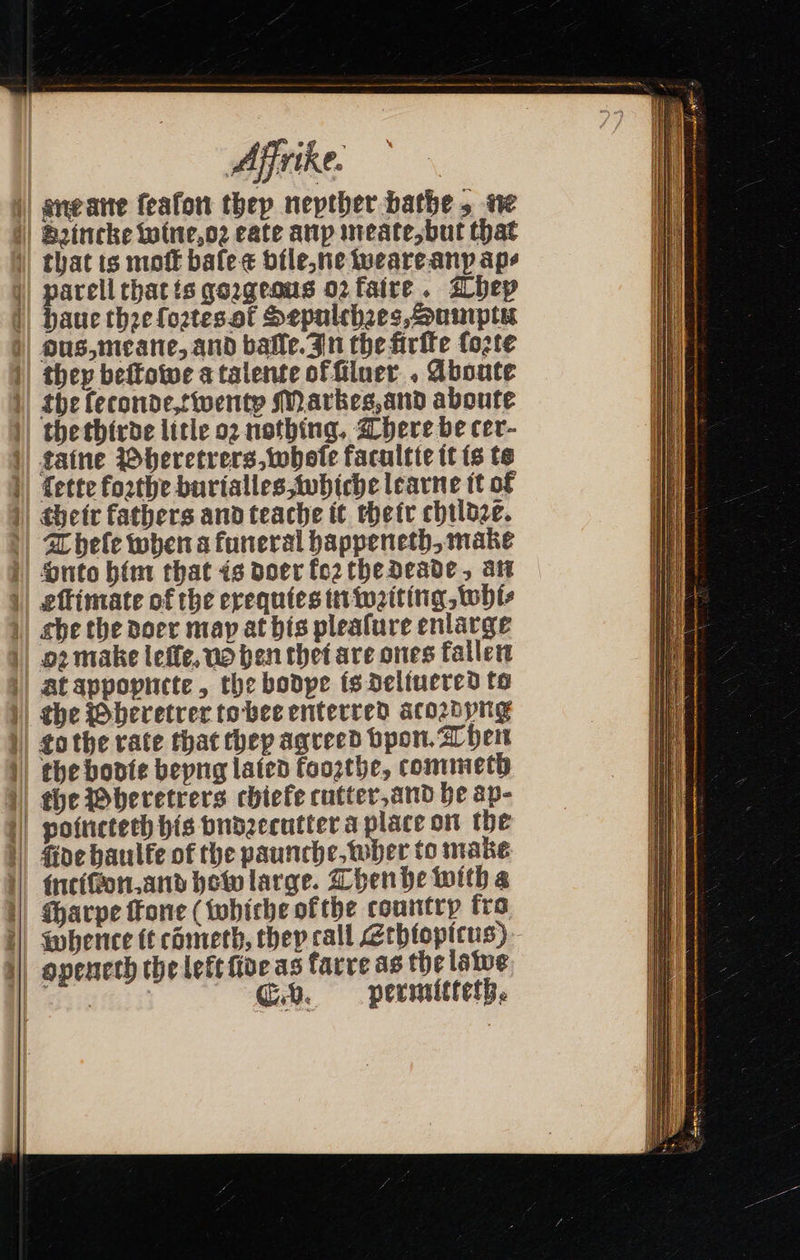 77
Affrike.
meane ſeaſon they neyther bathe, ne
drincke wine, or eate any meate, but that
that is moſt baſe & vile, ne weare any ap-
parell that is gorgeous or faire. They
haue thre ſortes of Sepulchres, Sumptu
ous, meane, and baſſe. In the firſte ſorte
they beſtowe a talente of ſiluer. Aboute
the ſeconde, twenty Markes, and aboute
the thirde litle or nothing. There be cer-
taine Pheretrers, whoſe facultie it is to
ſette forthe burialles, whiche learne it of
their fathers and teache it their childrē.
Theſe when a funeral happeneth, make
vnto him that is doer for the deade, an
eſtimate of the exequies in writing, whi-
che the doer may at his pleaſure enlarge
or make leſſe. When thei are ones fallen
at appoyncte, the bodye is deliuered to
the Pheretrer to bee enterred acordyng
to the rate that they agreed vpon. Then
the bodie beyng laied foorthe, commeth
the Pheretrers chiefe cutter, and he ap-
poincteth his vndrecutter a place on the
ſide haulfe of the paunche, wher to make
inciſion, and how large. Then he with a
ſharpe ſtone (whiche of the country fro
whence it cōmeth, they call Æthiopicus)
openeth the left ſide as farre as the lawe
C.v. permitteth,